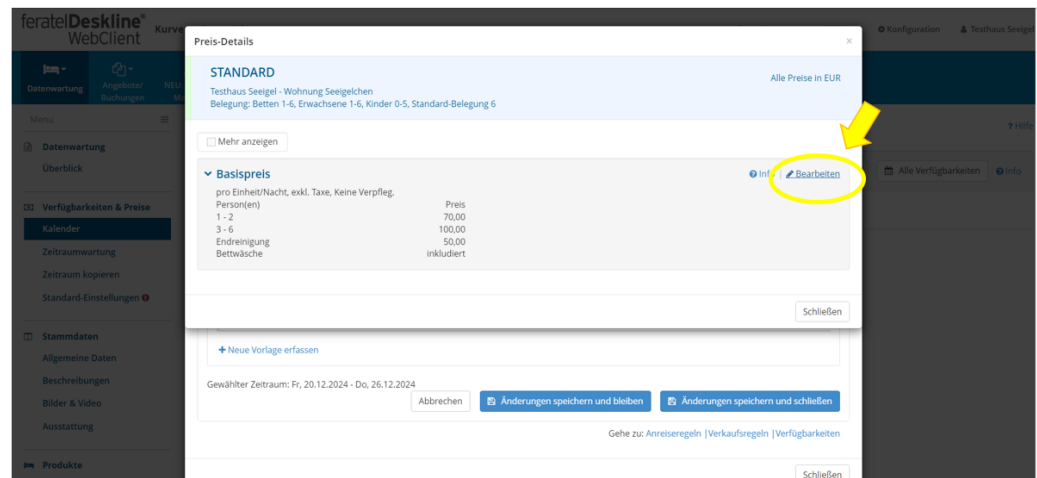 feratel Deskline®
WebClient
Kurve
Konfiguration
Testhaus Seeigel
Datenwartung
Angebote/
Buchungen
NEU:
Menü
Datenwartung
Überblick
Verfügbarkeiten & Preise
Kalender
Zeitraumwartung
Zeitraum kopieren
Standard-Einstellungen
Stammdaten
Allgemeine Daten
Beschreibungen
Bilder & Video
Ausstattung
Produkte
? Hilfe
Alle Verfügbarkeiten
Info
Preis-Details ×
STANDARD
Alle Preise in EUR
Testhaus Seeigel - Wohnung Seeigelchen
Belegung: Betten 1-6, Erwachsene 1-6, Kinder 0-5, Standard-Belegung 6
Mehr anzeigen
Basispreis
Info | Bearbeiten
pro Einheit/Nacht, exkl. Taxe, Keine Verpfleg.
Person(en) Preis
1 - 2 70,00
3 - 6 100,00
Endreinigung 50,00
Bettwäsche inkludiert
Schließen
+ Neue Vorlage erfassen
Gewählter Zeitraum: Fr, 20.12.2024 - Do, 26.12.2024
Abbrechen
Änderungen speichern und bleiben
Änderungen speichern und schließen
Gehe zu: Anreiseregeln |Verkaufsregeln |Verfügbarkeiten
Schließen